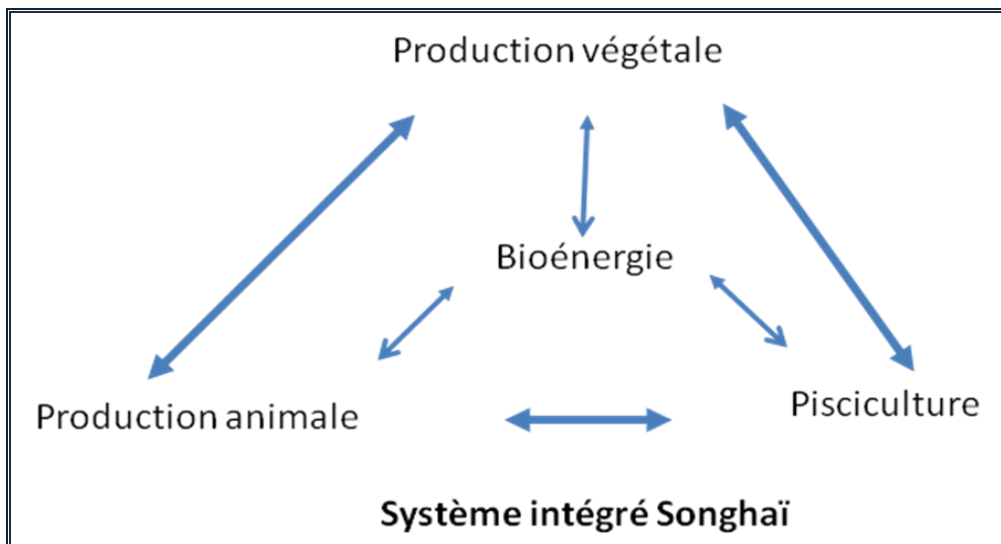 Production végétale
Bioénergie
Production animale
Pisciculture
Système intégré Songhaï